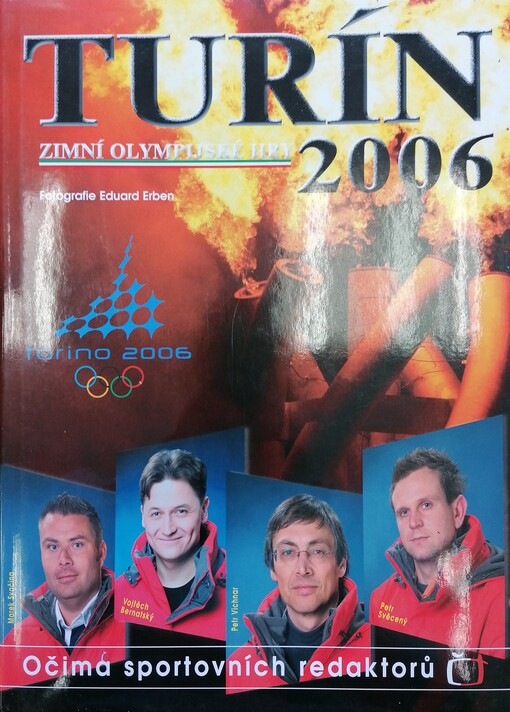 TURÍN
ZIMNÍ OLYMPIJSKÉ HRY
2006
Fotografie Eduard Erben
torino 2006
Marek Svačina
Vojtěch
Bernatský
Petr Vichnar
Petr
Svěcený
Očima sportovních redaktorů